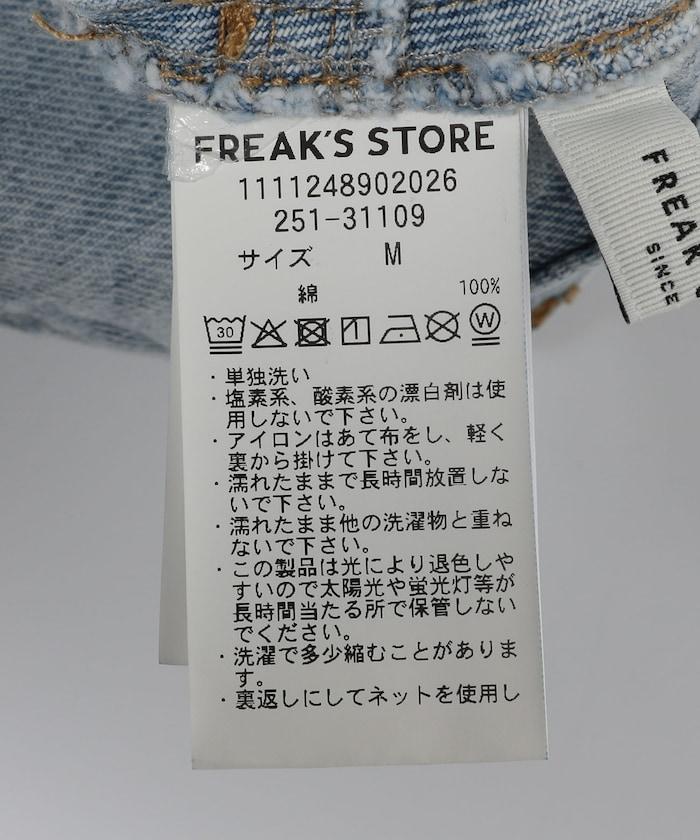 FREAK'S STORE
1111248902026
251-31109
サイズ M
綿 100%
30 W
・単独洗い
・塩素系、酸素系の漂白剤は使
用しないで下さい。
・アイロンはあて布をし、軽く
裏から掛けて下さい。
・濡れたままで長時間放置しな
いで下さい。
・濡れたまま他の洗濯物と重ね
ないで下さい。
・この製品は光により退色しや
すいので太陽光や蛍光灯等が
長時間当たる所で保管しない
でください。
・洗濯で多少縮むことがありま
す。
・裏返しにしてネットを使用し
FREAK'S
SINCE